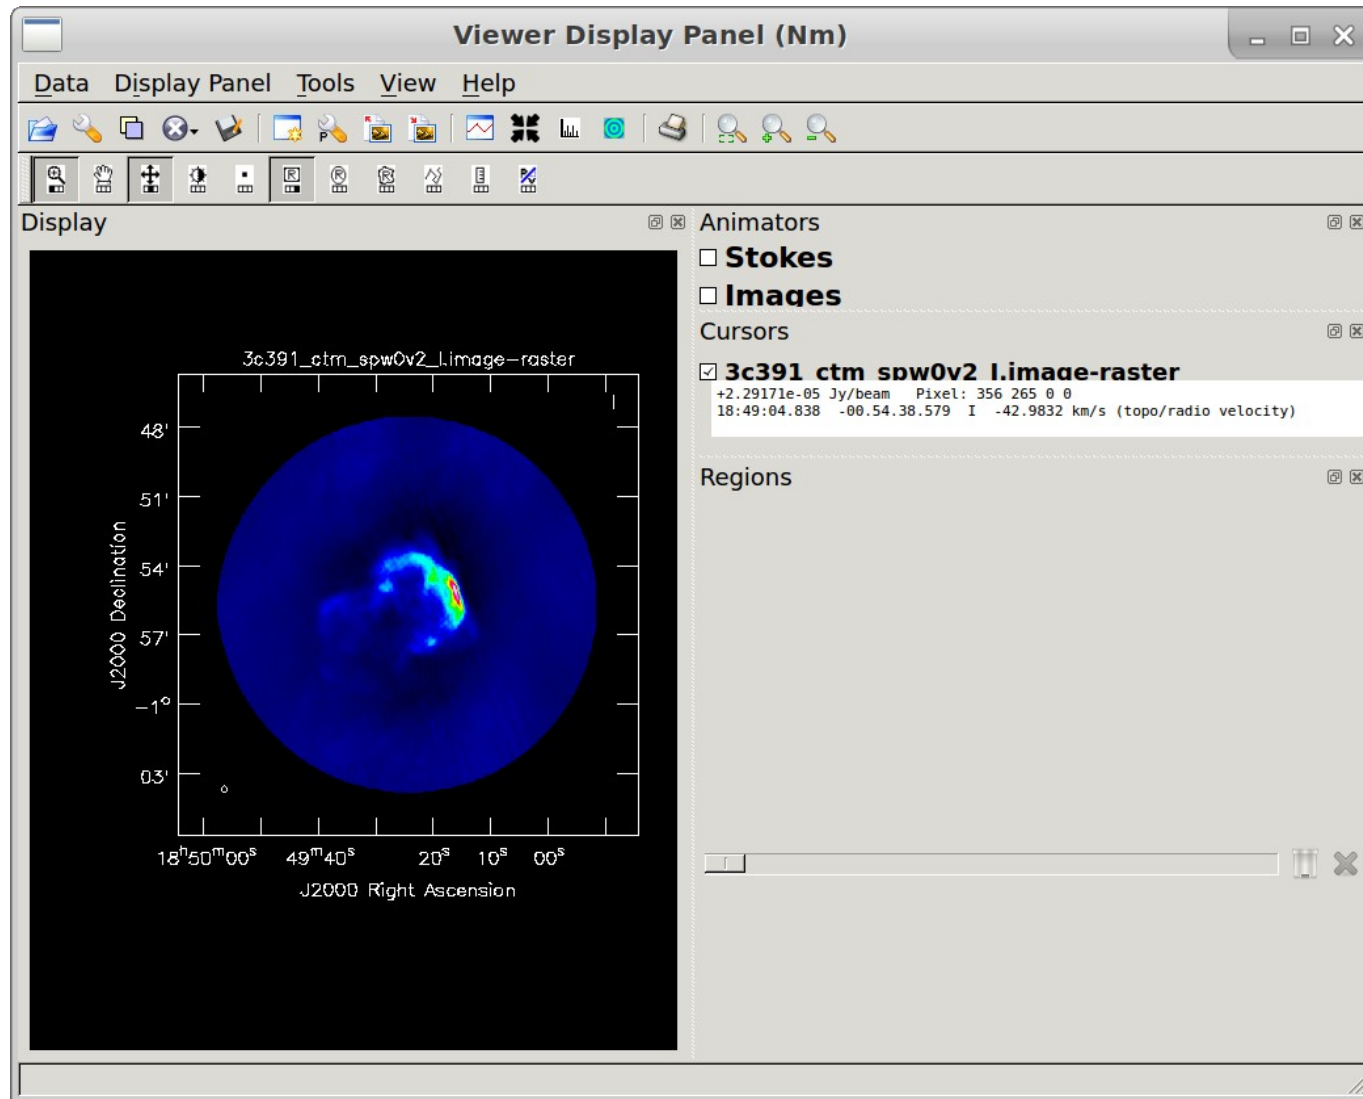 Viewer Display Panel (Nm)
Data Display Panel Tools View Help
Display
3c391_ctm_spw0v2_I.image-raster
I
48'
51'
54'
57'
-1°
03'
J2000 Declination
18h50m00s 49m40s 20s 10s 00s
J2000 Right Ascension
Animators
Stokes
Images
Cursors
3c391_ctm_spw0v2_I.image-raster
+2.29171e-05 Jy/beam Pixel: 356 265 0 0
18:49:04.838 -00.54.38.579 I -42.9832 km/s (topo/radio velocity)
Regions